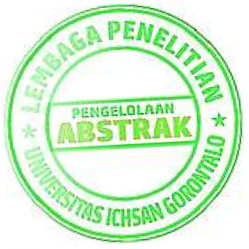 LEMBAGA PENELITIAN
PENGELOLAAN
ABSTRAK
UNIVERSITAS ICHSAN GORONTALO